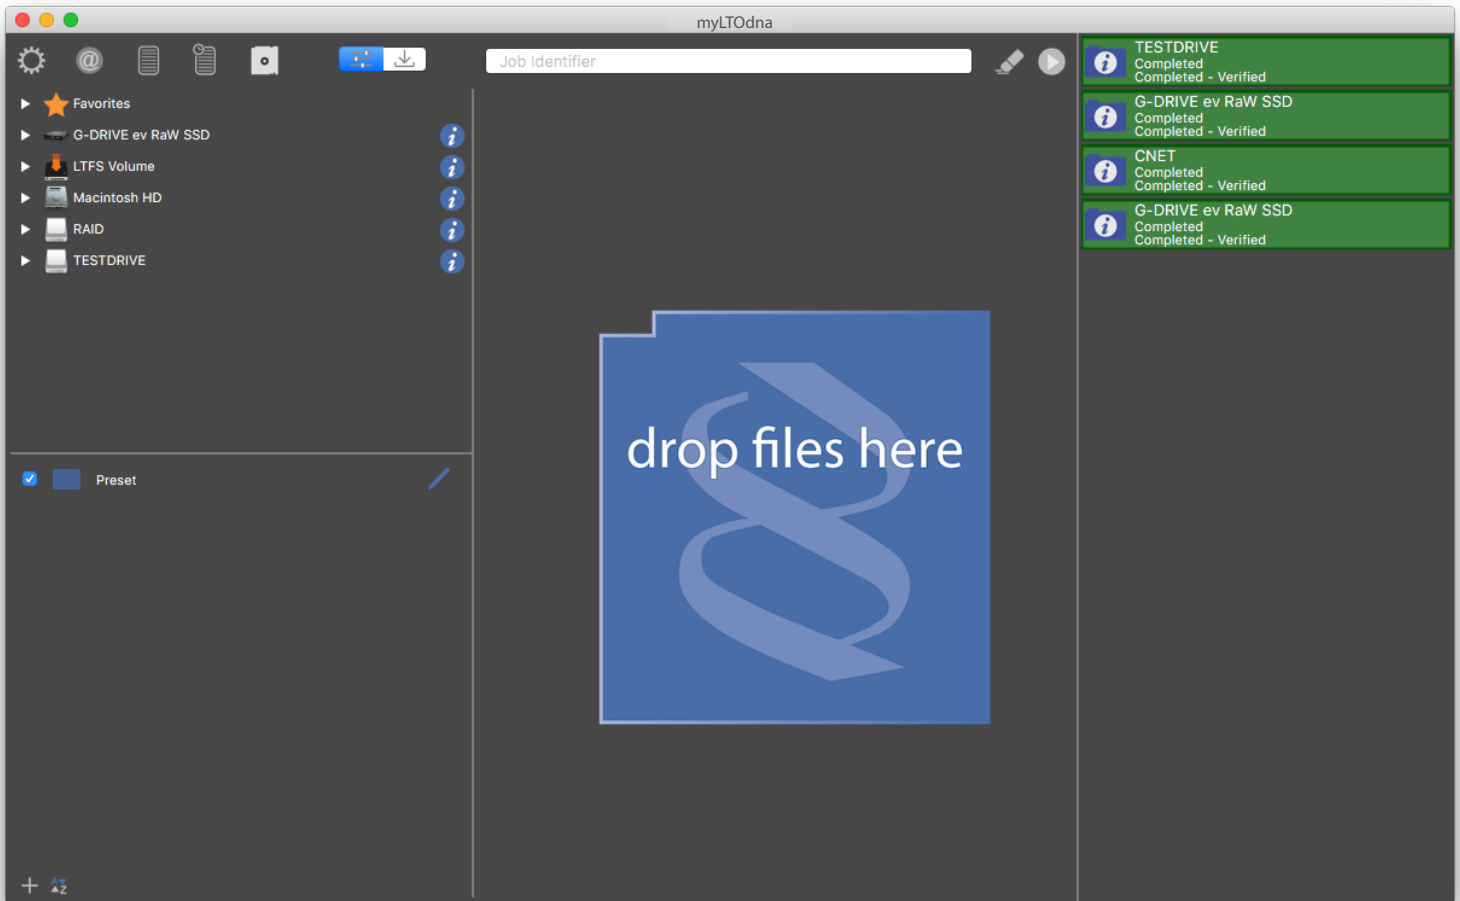 myLTOdna
@
Job Identifier
Favorites
G-DRIVE ev RaW SSD
LTFS Volume
Macintosh HD
RAID
TESTDRIVE
Preset
AZ
drop files here
TESTDRIVE
Completed
Completed - Verified
G-DRIVE ev RaW SSD
Completed
Completed - Verified
CNET
Completed
Completed - Verified
G-DRIVE ev RaW SSD
Completed
Completed - Verified